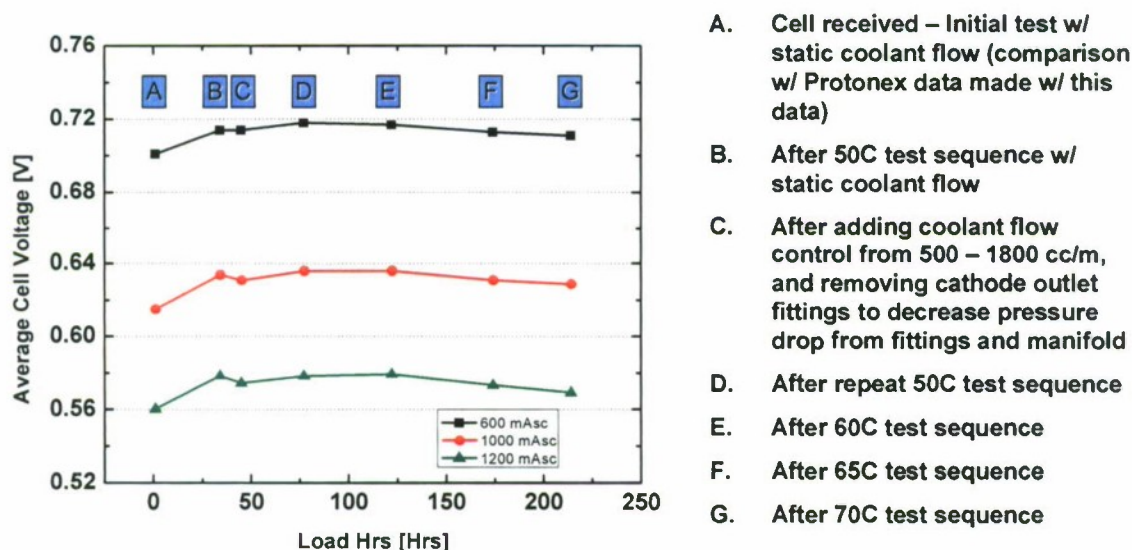 0.76
0.72
0.68
0.64
0.60
0.56
0.52
Average Cell Voltage [V]
A B C D E F G
600 mAsc
1000 mAsc
1200 mAsc
0 50 100 150 200 250
Load Hrs [Hrs]
A. Cell received – Initial test w/
static coolant flow (comparison
w/ Protonex data made w/ this
data)
B. After 50C test sequence w/
static coolant flow
C. After adding coolant flow
control from 500 – 1800 cc/m,
and removing cathode outlet
fittings to decrease pressure
drop from fittings and manifold
D. After repeat 50C test sequence
E. After 60C test sequence
F. After 65C test sequence
G. After 70C test sequence